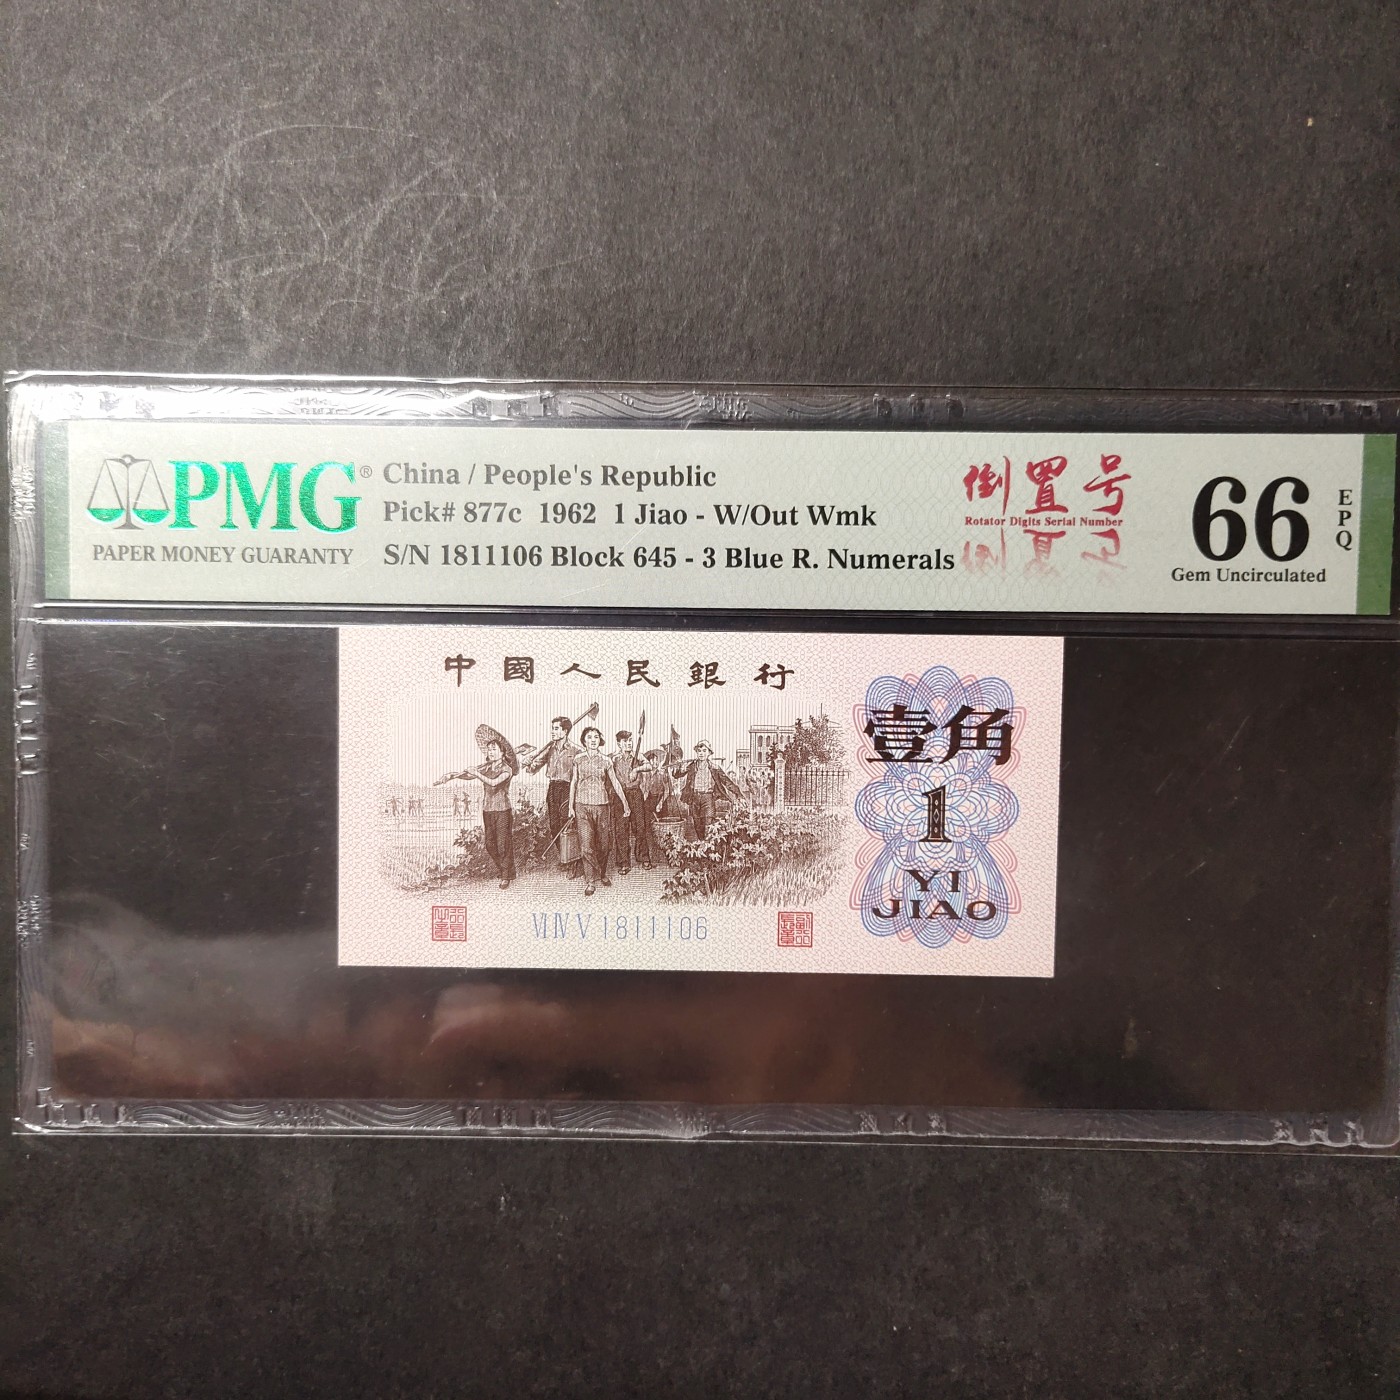 PMG®
PAPER MONEY GUARANTY
China / People's Republic
Pick# 877c 1962 1 Jiao - W/Out Wmk
S/N 1811106 Block 645 - 3 Blue R. Numerals
倒置号
Rotator Digits Serial Number
66
EPQ
Gem Uncirculated
中國人民銀行
壹角
1
YI
JIAO
VI IV V 1811106